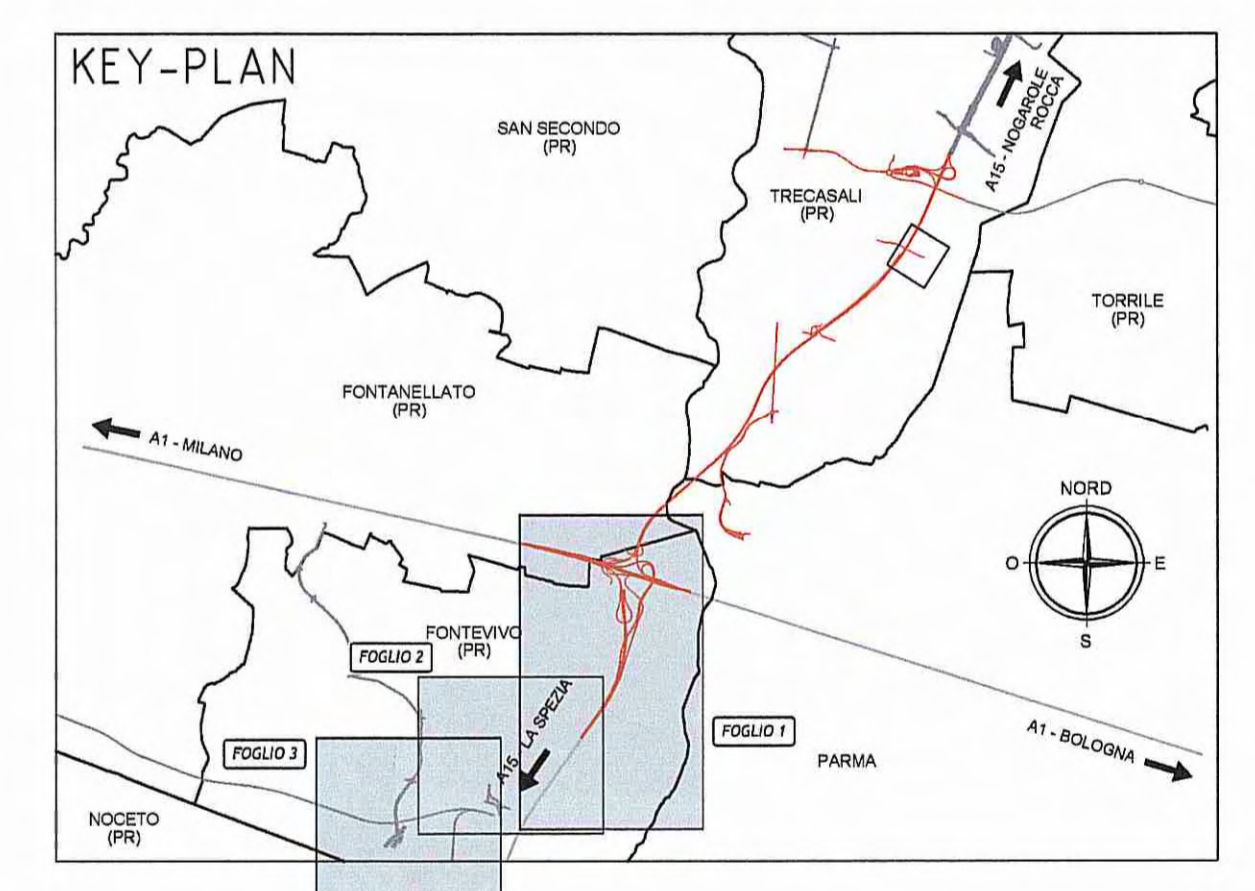 KEY-PLAN
SAN SECONDO
(PR)
A15-NOGAROLE
ROCCA
TRECASALI
(PR)
TORRILE
(PR)
FONTANELLATO
(PR)
A1 - MILANO
NORD
O
E
S
FONTEVIVO
(PR)
FOGLIO 2
A15 - LA SPEZIA
FOGLIO 1
FOGLIO 3
A1 - BOLOGNA
PARMA
NOCETO
(PR)